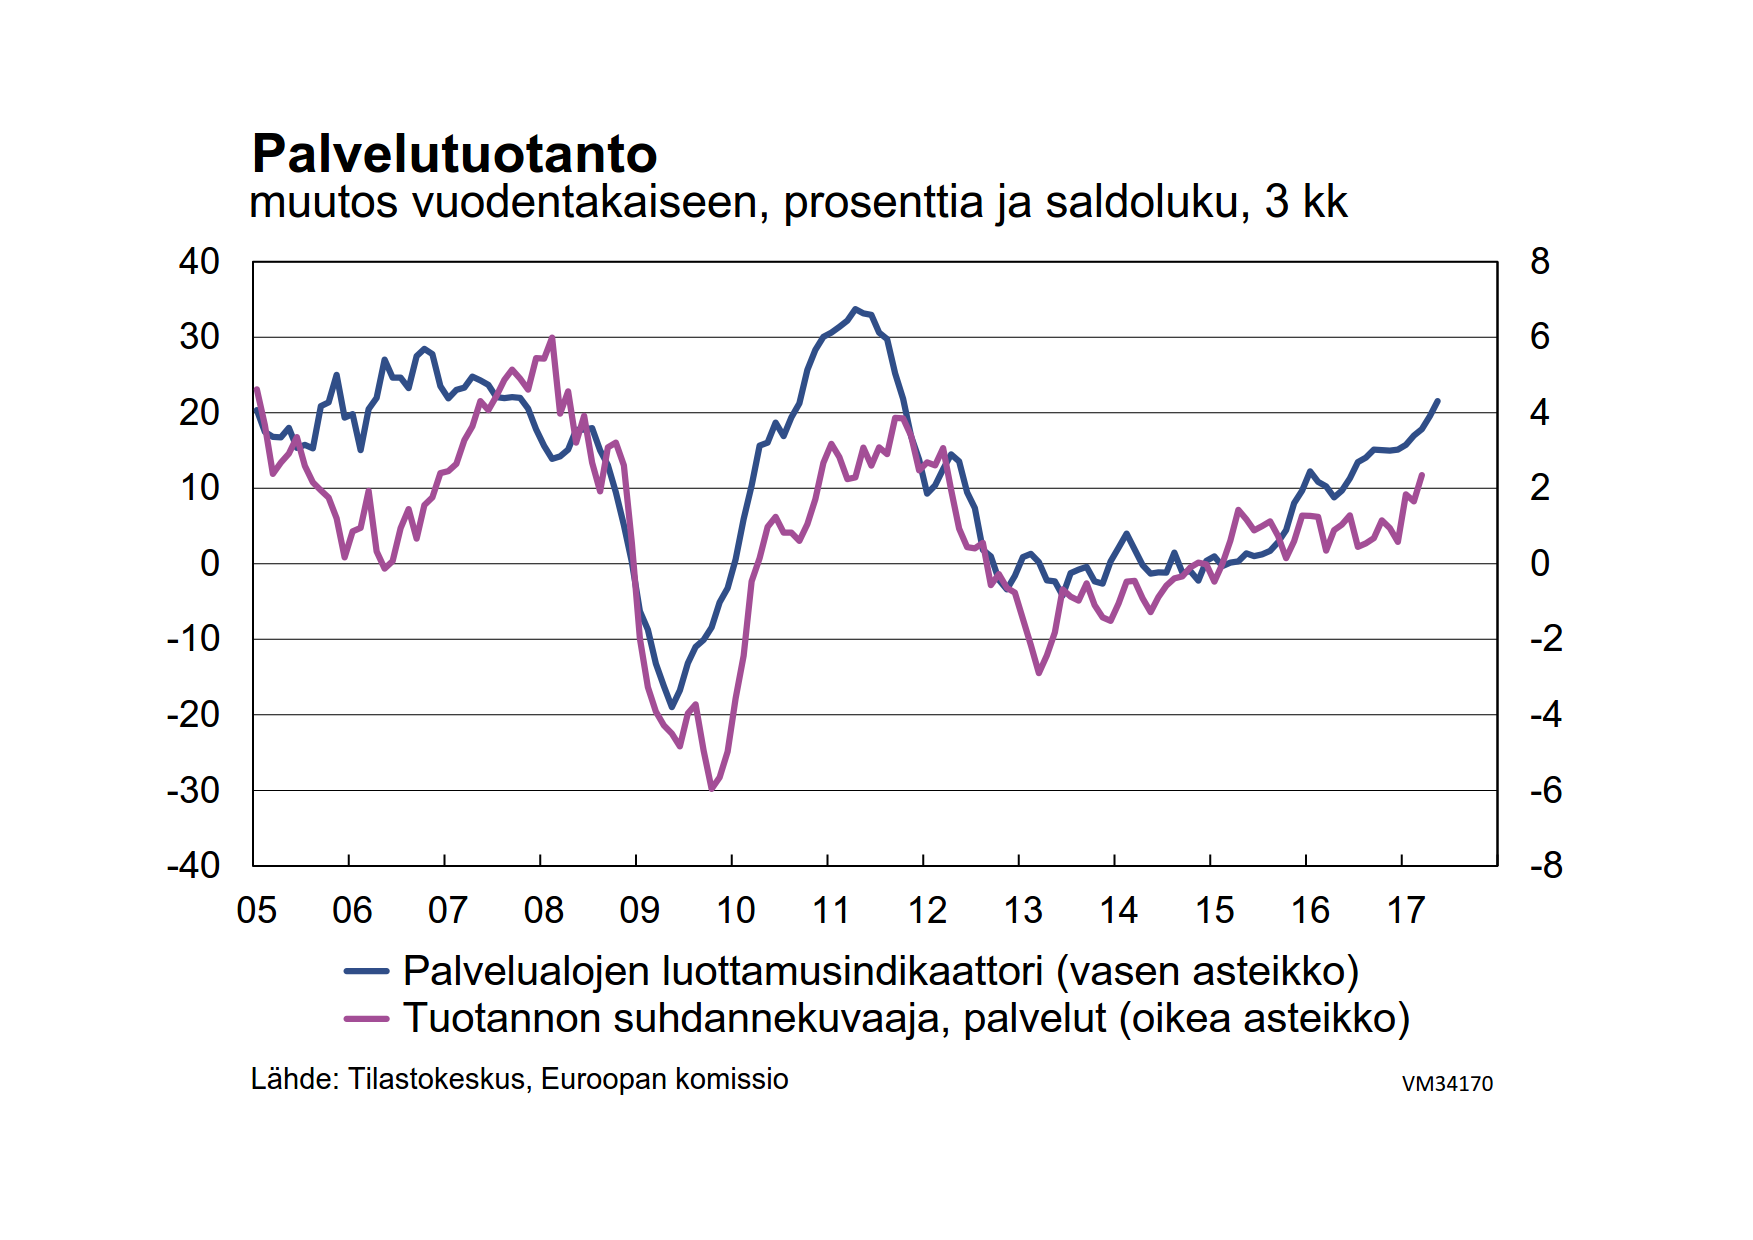 Palvelutuotanto
muutos vuodentakaiseen, prosenttia ja saldoluku, 3 kk
40 8
30 6
20 4
10 2
0 0
-10 -2
-20 -4
-30 -6
-40 -8
05 06 07 08 09 10 11 12 13 14 15 16 17
Palvelualojen luottamusindikaattori (vasen asteikko)
Tuotannon suhdannekuvaaja, palvelut (oikea asteikko)
Lähde: Tilastokeskus, Euroopan komissio VM34170